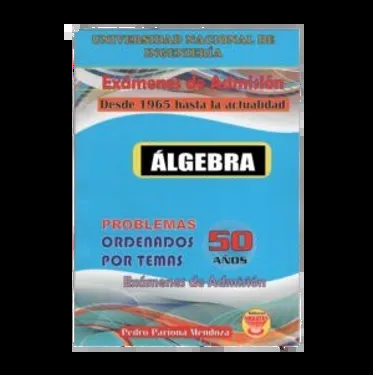 UNIVERSIDAD NACIONAL DE
INGENIERÍA
Exámenes de Admisión
Desde 1965 hasta la actualidad
ÁLGEBRA
PROBLEMAS
ORDENADOS
POR TEMAS
50
AÑOS
Exámenes de Admisión
Pedro Pariona Mendoza